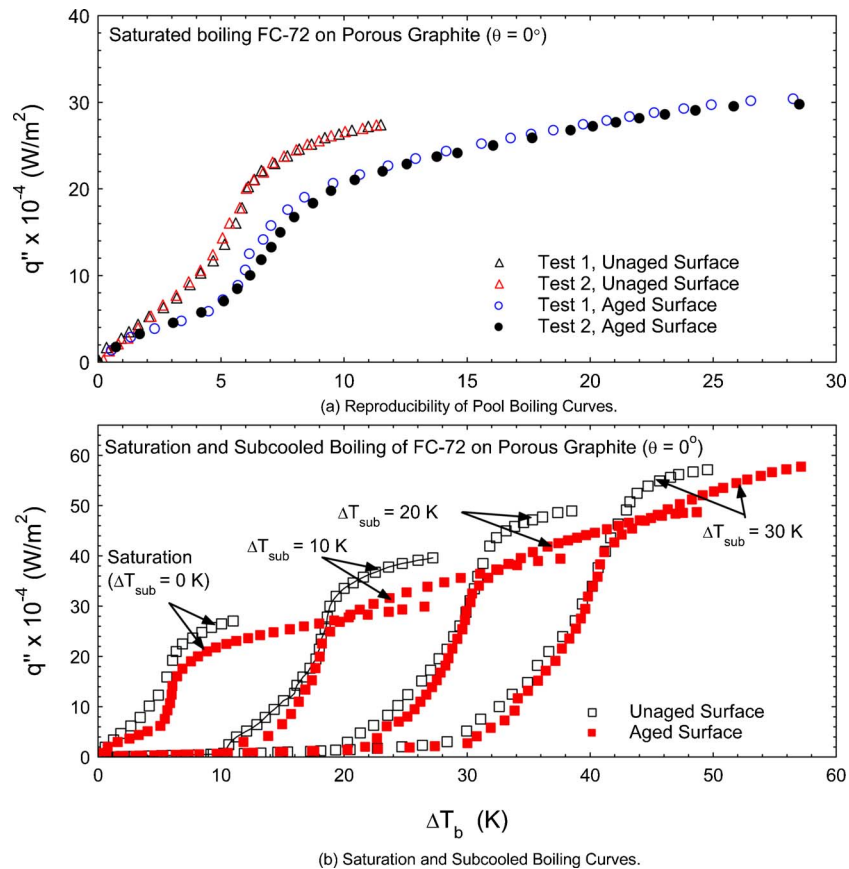 Saturated boiling FC-72 on Porous Graphite (θ = 0°)
q" x 10⁻⁴ (W/m²)
40
30
20
10
0
Test 1, Unaged Surface
Test 2, Unaged Surface
Test 1, Aged Surface
Test 2, Aged Surface
0 5 10 15 20 25 30
(a) Reproducibility of Pool Boiling Curves.
Saturation and Subcooled Boiling of FC-72 on Porous Graphite (θ = 0°)
q" x 10⁻⁴ (W/m²)
60
50
40
30
20
10
0
Saturation
(ΔT_sub = 0 K)
ΔT_sub = 10 K
ΔT_sub = 20 K
ΔT_sub = 30 K
Unaged Surface
Aged Surface
0 10 20 30 40 50 60
ΔT_b (K)
(b) Saturation and Subcooled Boiling Curves.